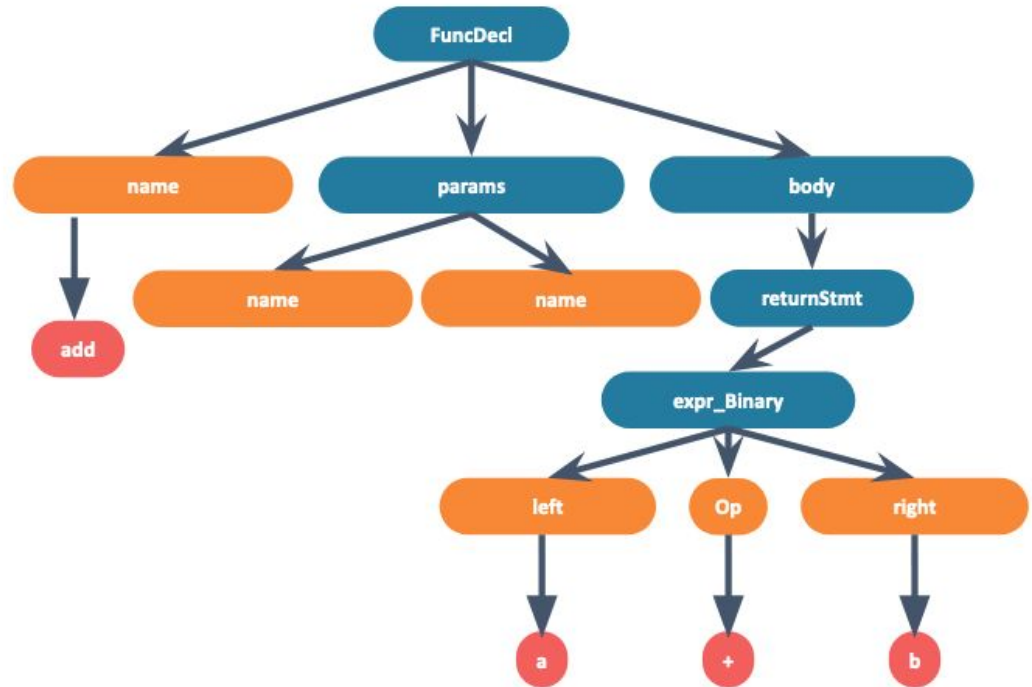 FuncDecl
name
params
body
name
name
returnStmt
add
expr_Binary
left
Op
right
a
+
b